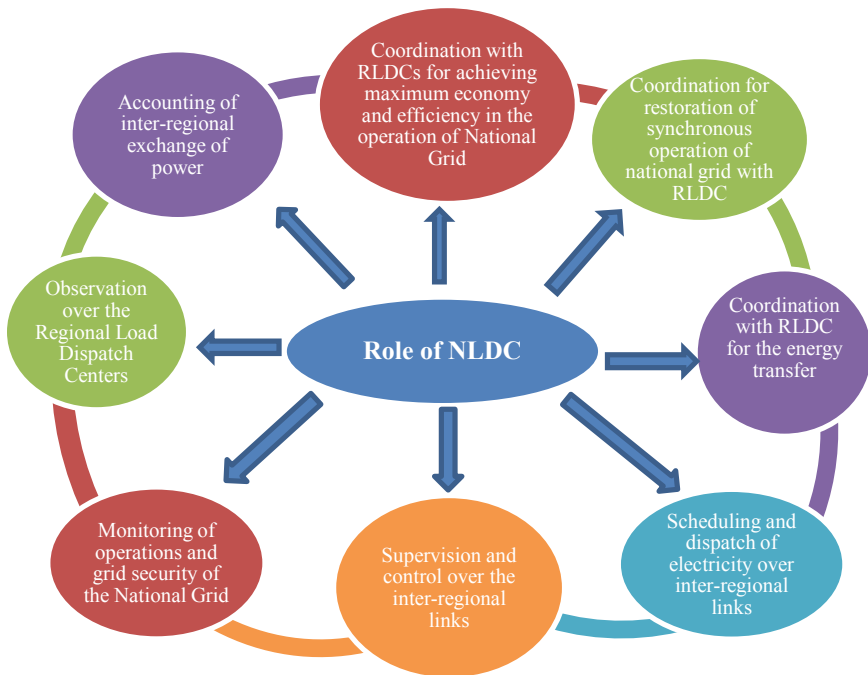 Coordination with
RLDCs for achieving
maximum economy
and efficiency in the
operation of National
Grid
Coordination for
restoration of
synchronous
operation of
national grid with
RLDC
Coordination
with RLDC
for the energy
transfer
Scheduling and
dispatch of
electricity over
inter-regional
links
Supervision and
control over the
inter-regional
links
Monitoring of
operations and
grid security of
the National Grid
Observation
over the
Regional Load
Dispatch
Centers
Accounting of
inter-regional
exchange of
power
Role of NLDC